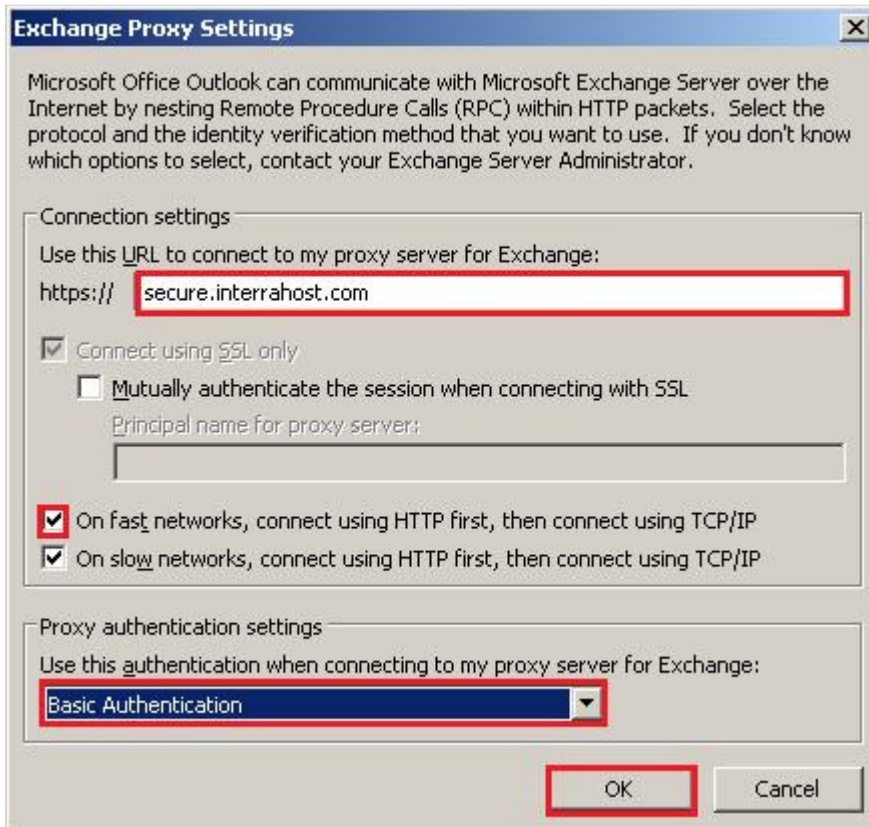 Exchange Proxy Settings
Microsoft Office Outlook can communicate with Microsoft Exchange Server over the
Internet by nesting Remote Procedure Calls (RPC) within HTTP packets. Select the
protocol and the identity verification method that you want to use. If you don't know
which options to select, contact your Exchange Server Administrator.
Connection settings
Use this URL to connect to my proxy server for Exchange:
https:// secure.interrahost.com
Connect using SSL only
Mutually authenticate the session when connecting with SSL
Principal name for proxy server:
On fast networks, connect using HTTP first, then connect using TCP/IP
On slow networks, connect using HTTP first, then connect using TCP/IP
Proxy authentication settings
Use this authentication when connecting to my proxy server for Exchange:
Basic Authentication
OK Cancel